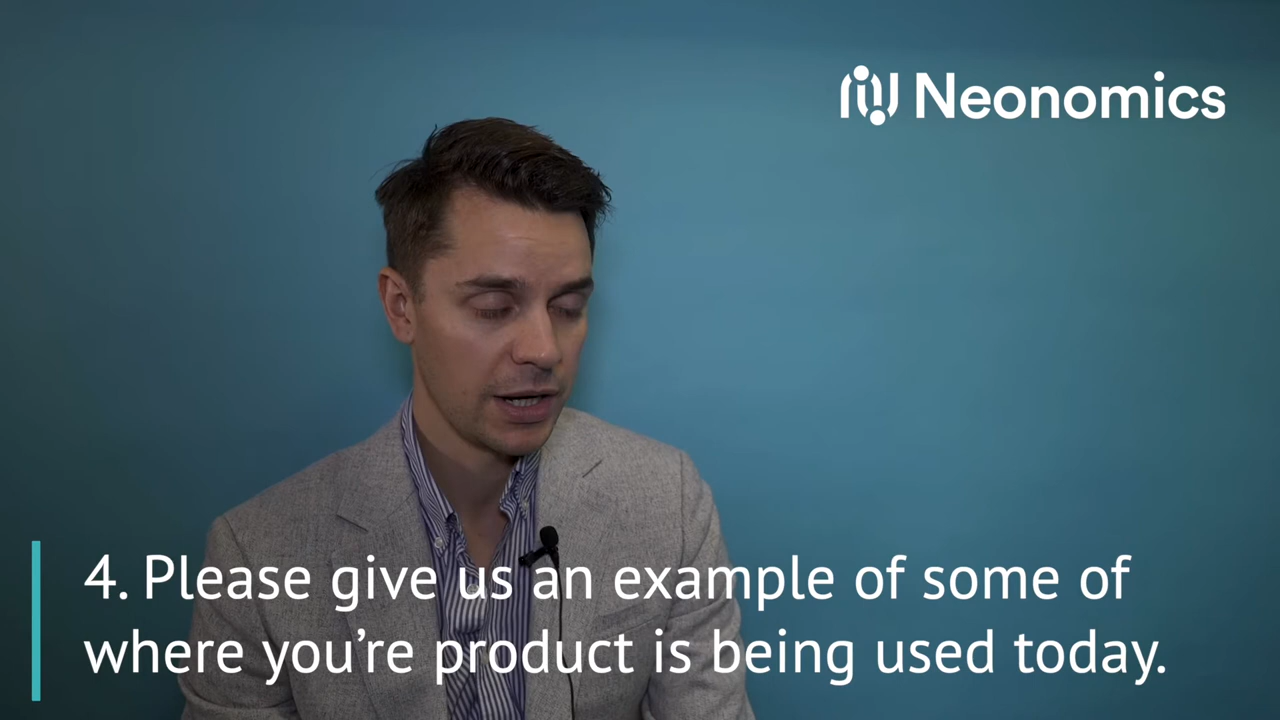 Neonomics
4. Please give us an example of some of
where you're product is being used today.